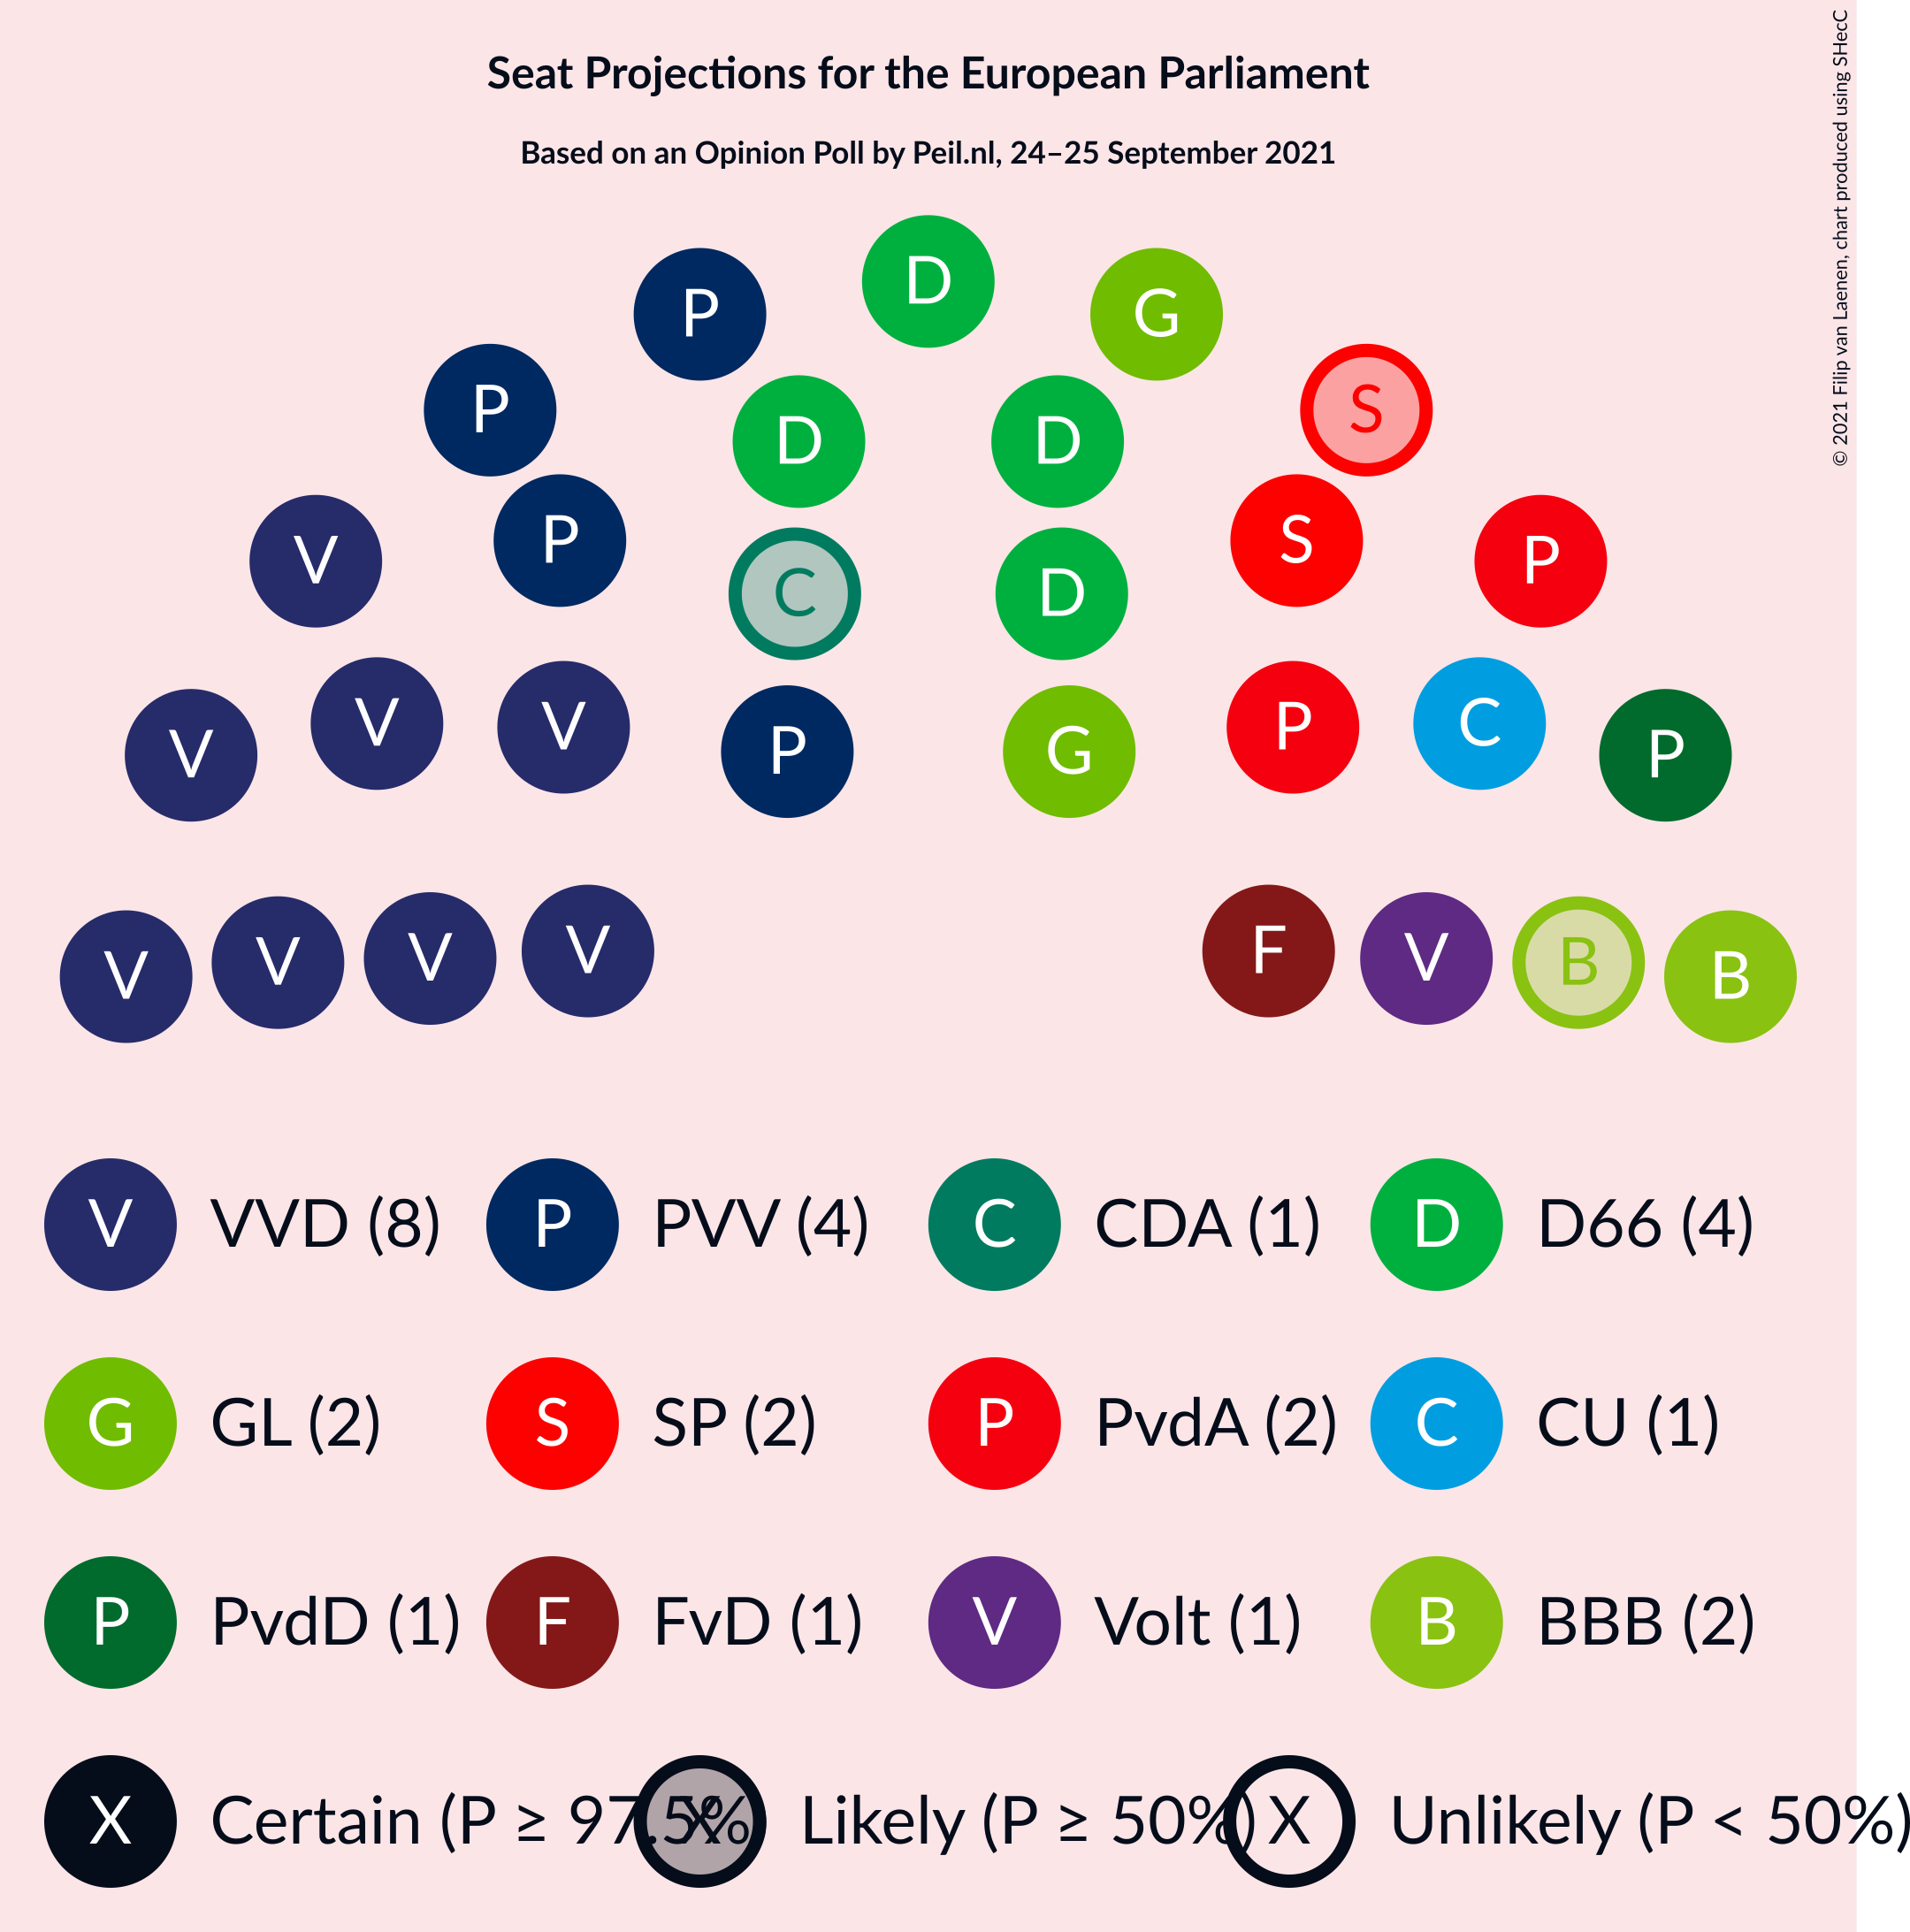 Seat Projections for the European Parliament
Based on an Opinion Poll by Peil.nl, 24–25 September 2021
© 2021 Filip van Laenen, chart produced using SHecC
D
P G
P S
D D
P S
V P
C D
V V P C
V P
P G
F V
V V V V
B B
V VVD (8) P PVV (4) C CDA (1) D D66 (4)
G GL (2) S SP (2) P PvdA (2) C CU (1)
P PvdD (1) F FvD (1) V Volt (1) B BBB (2)
X Certain (P ≥ 97.5% X Likely (P ≥ 50%) X Unlikely (P < 50%)